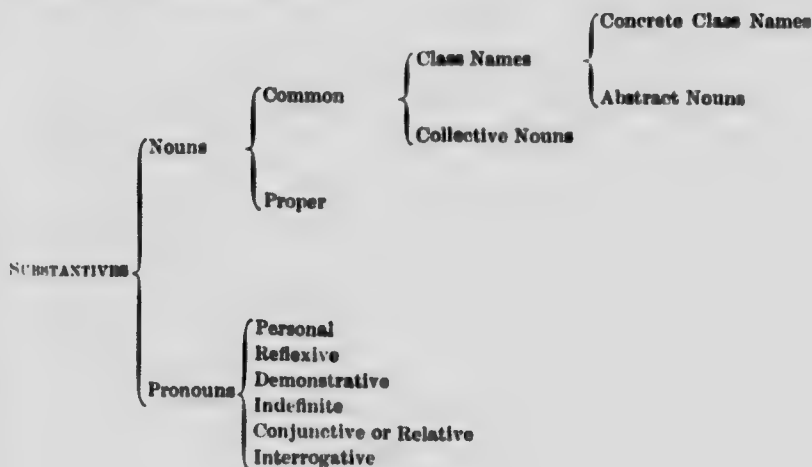 Concrete Class Names
Class Names
Common
Abstract Nouns
Nouns
Collective Nouns
Proper
SUBSTANTIVES
Personal
Reflexive
Demonstrative
Pronouns
Indefinite
Conjunctive or Relative
Interrogative